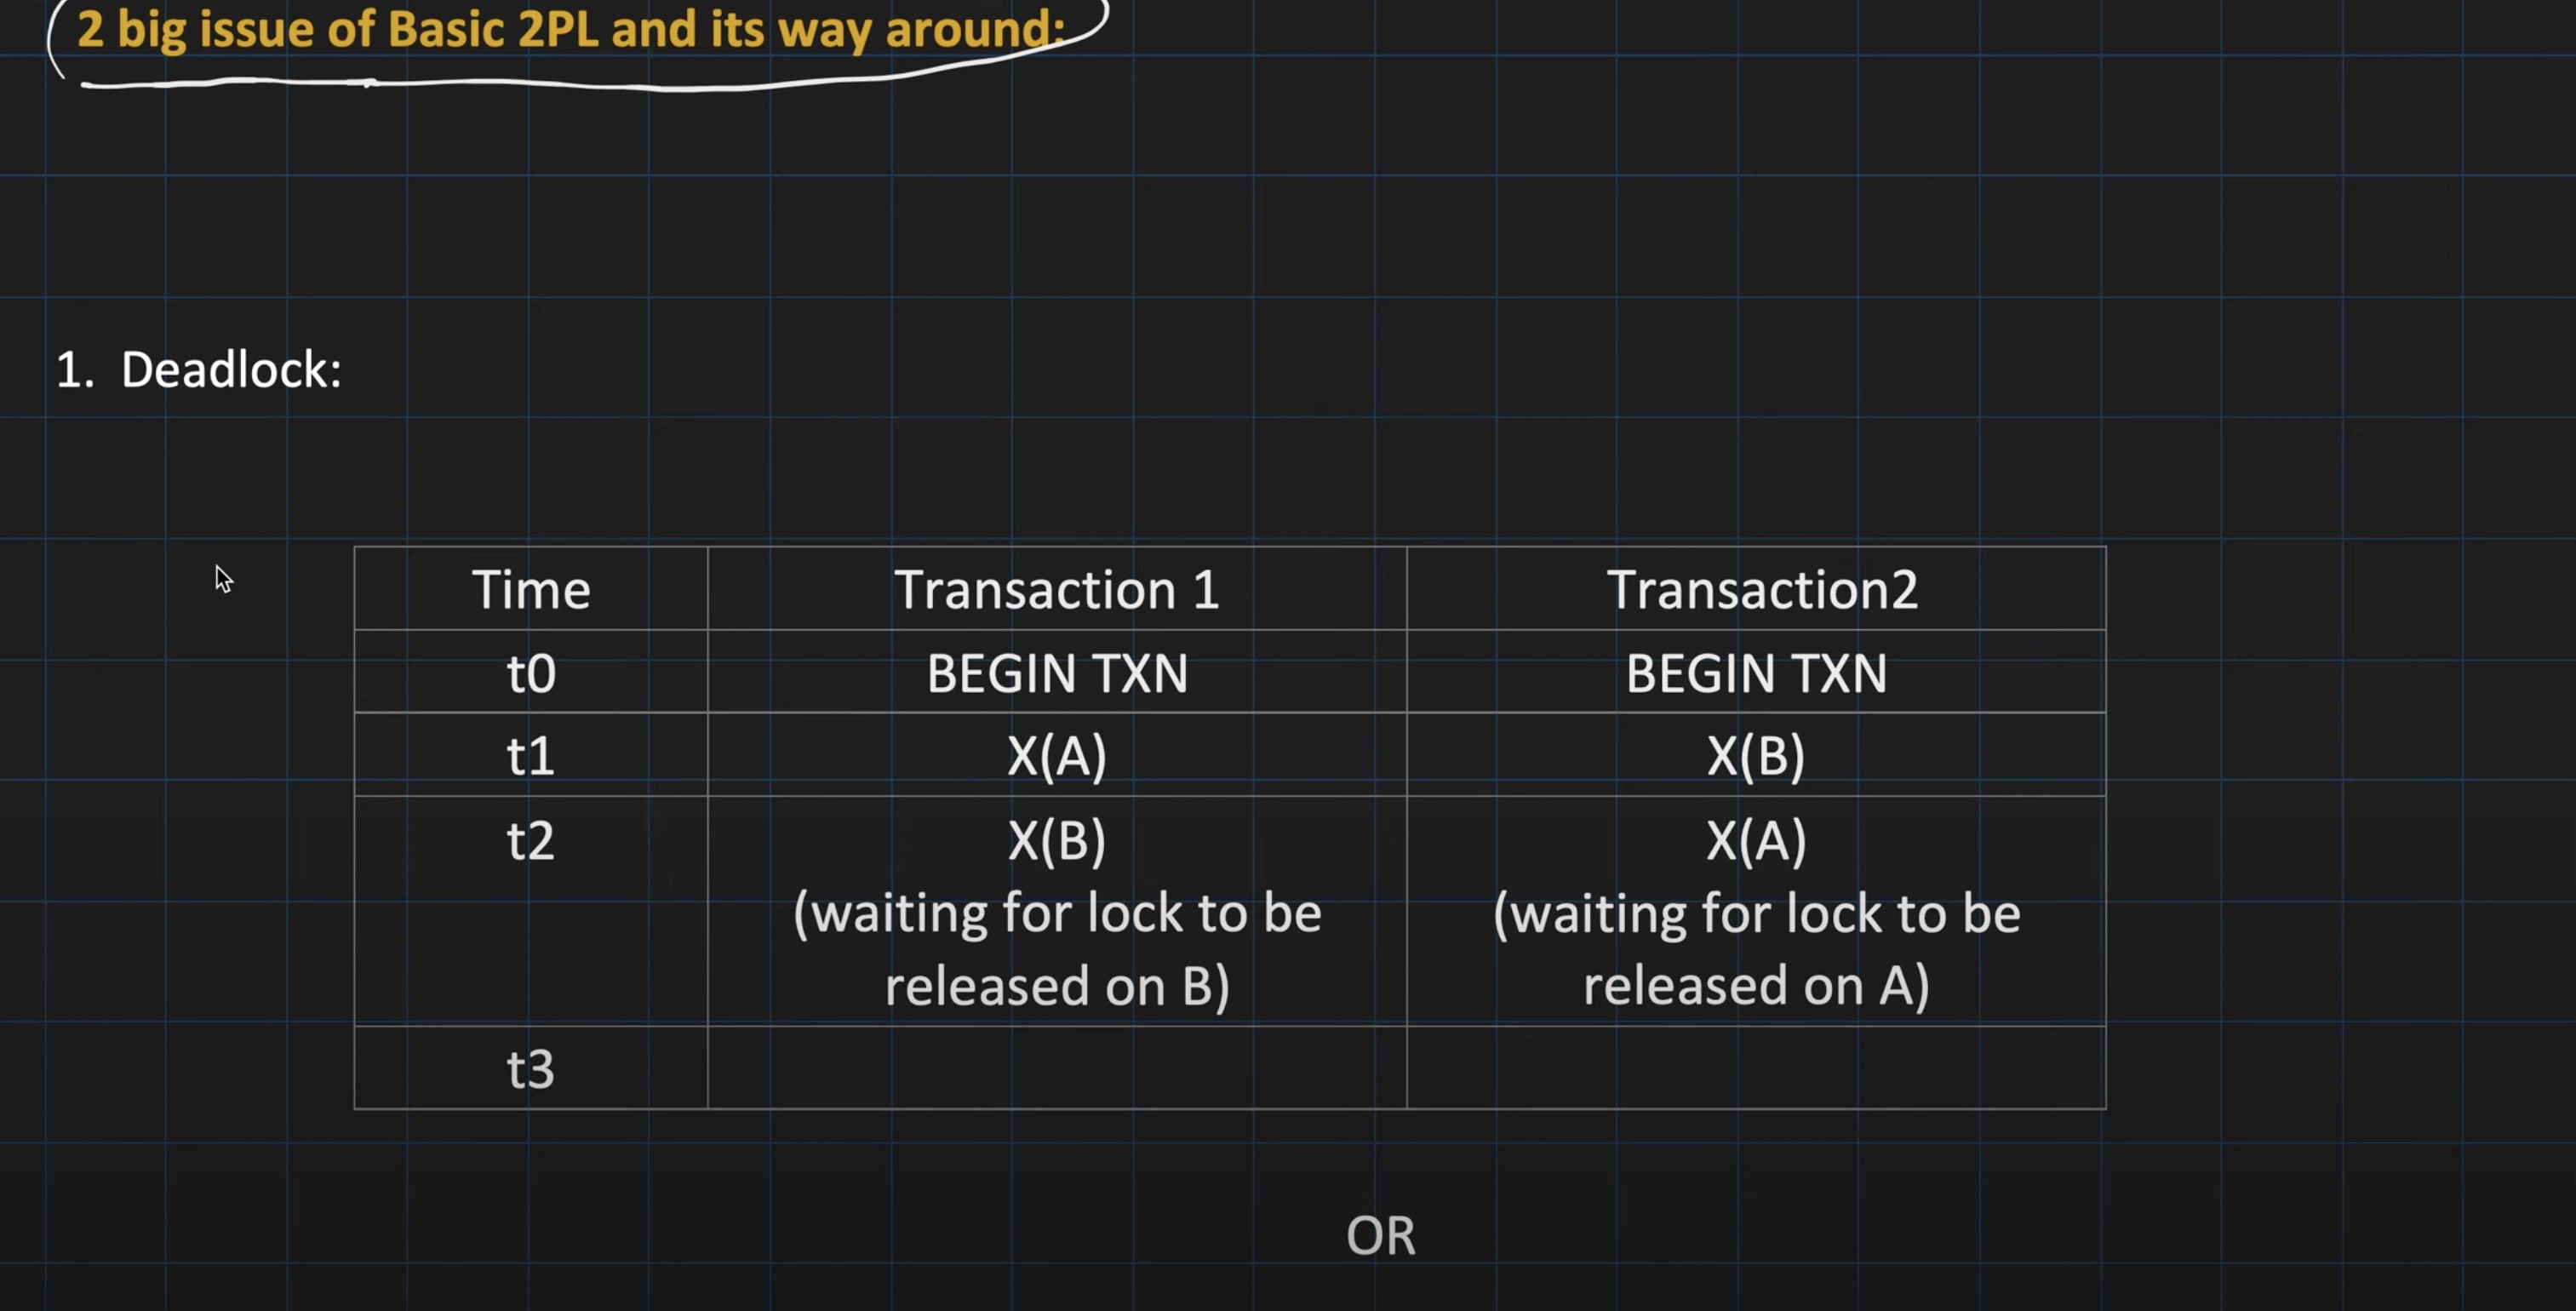 2 big issue of Basic 2PL and its way around:
1. Deadlock:
Time Transaction 1 Transaction2
t0 BEGIN TXN BEGIN TXN
t1 X(A) X(B)
t2 X(B) X(A)
(waiting for lock to be (waiting for lock to be
released on B) released on A)
t3
OR